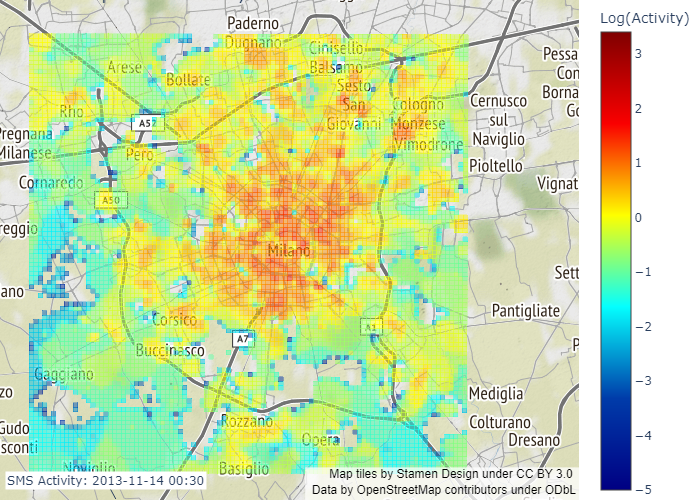 Paderno
Dugnano
Cinisello
Balsamo
Arese
Bollate
Sesto
San
Giovanni
Cologno
Monzese
Vimodrone
Cernusco
sul
Naviglio
Pioltello
Pessa
Con
Borna
Go
Rho
A52
Pregnana
Milanese
Pero
Cornaredo
A50
Vignat
reggio
Milano
ano
Sett
Pantigliate
Corsico
A1
A7
Buccinasco
P
Gaggiano
zo
Mediglia
Rozzano
Colturano
Gudo
sconti
Opera
Dresano
Noviglio
Basiglio
SMS Activity: 2013-11-14 00:30
Map tiles by Stamen Design under CC BY 3.0
Data by OpenStreetMap contributors under ODbL
Log(Activity)
3
2
1
0
−1
−2
−3
−4
−5